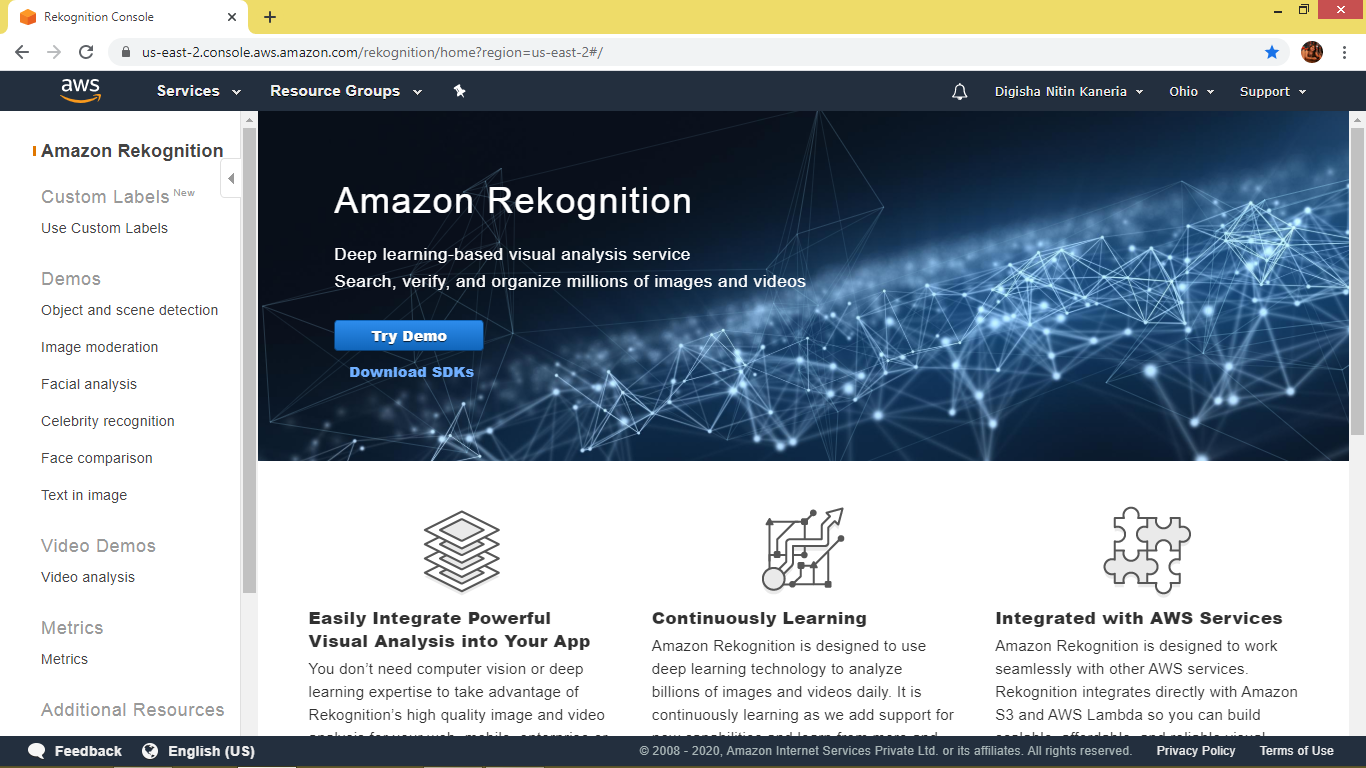 Rekognition Console
us-east-2.console.aws.amazon.com/rekognition/home?region=us-east-2#/
aws
Services
Resource Groups
Digisha Nitin Kaneria
Ohio
Support
Amazon Rekognition
Custom Labels New
Use Custom Labels
Demos
Object and scene detection
Image moderation
Facial analysis
Celebrity recognition
Face comparison
Text in image
Video Demos
Video analysis
Metrics
Metrics
Additional Resources
Amazon Rekognition
Deep learning-based visual analysis service
Search, verify, and organize millions of images and videos
Try Demo
Download SDKs
Easily Integrate Powerful
Visual Analysis into Your App
You don’t need computer vision or deep
learning expertise to take advantage of
Rekognition’s high quality image and video
Continuously Learning
Amazon Rekognition is designed to use
deep learning technology to analyze
billions of images and videos daily. It is
continuously learning as we add support for
Integrated with AWS Services
Amazon Rekognition is designed to work
seamlessly with other AWS services.
Rekognition integrates directly with Amazon
S3 and AWS Lambda so you can build
Feedback
English (US)
© 2008 - 2020, Amazon Internet Services Private Ltd. or its affiliates. All rights reserved.
Privacy Policy
Terms of Use